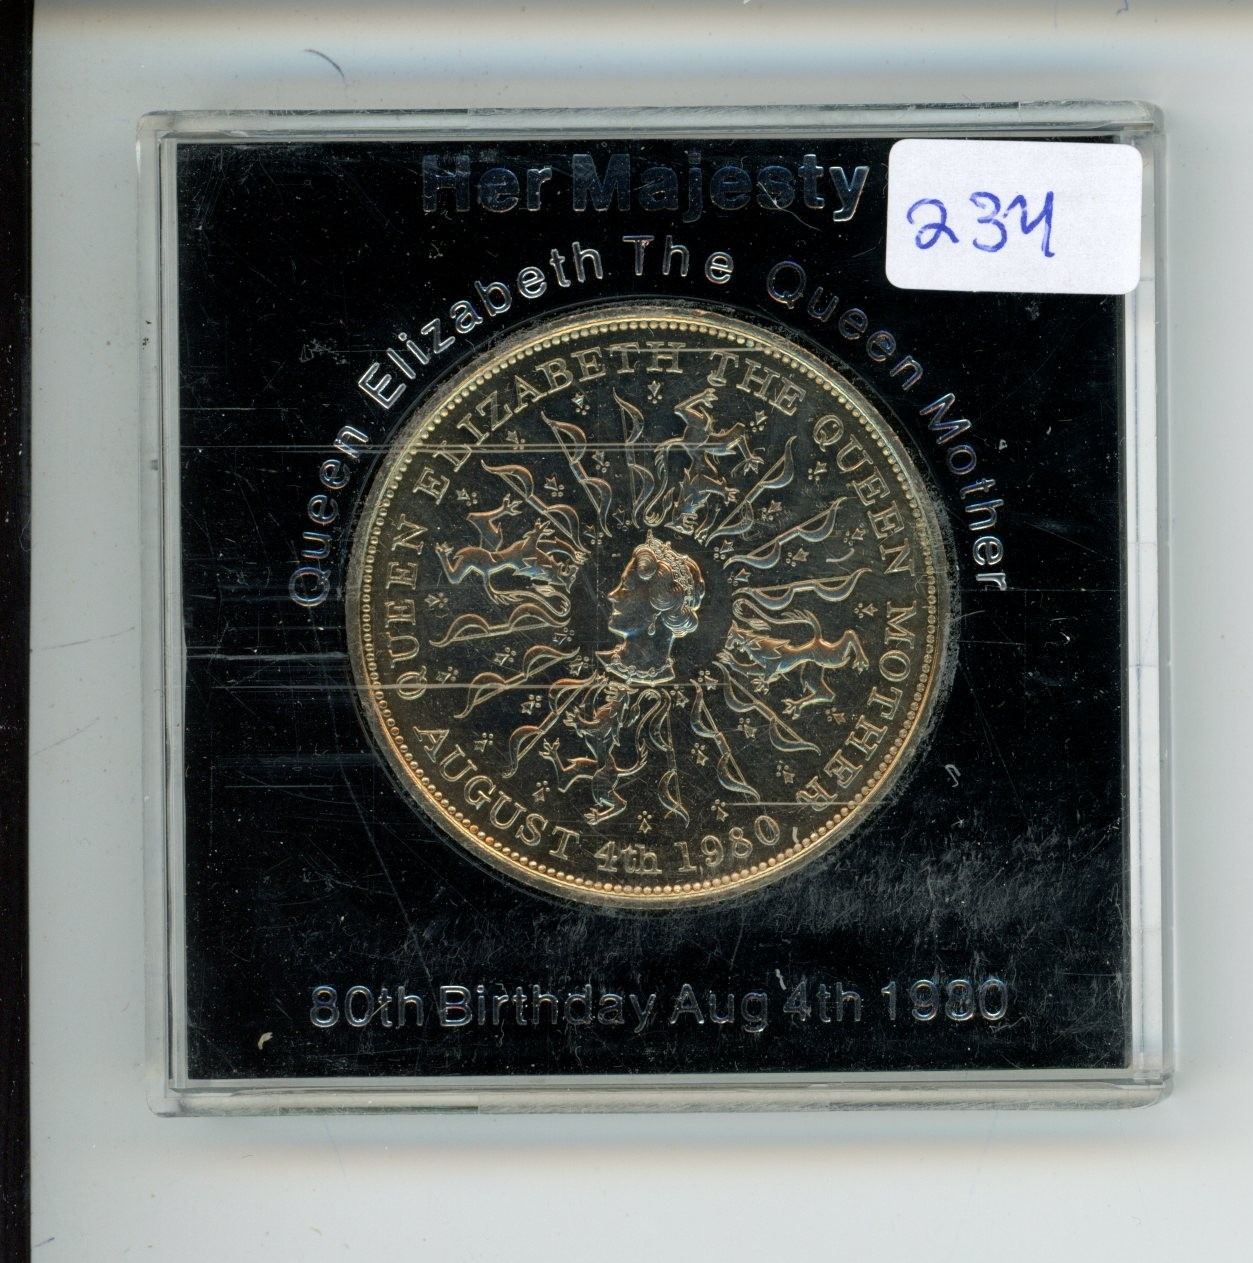 Her Majesty
234
Queen Elizabeth The Queen Mother
QUEEN ELIZABETH THE QUEEN MOTHER
AUGUST 4th 1980
80th Birthday Aug 4th 1980